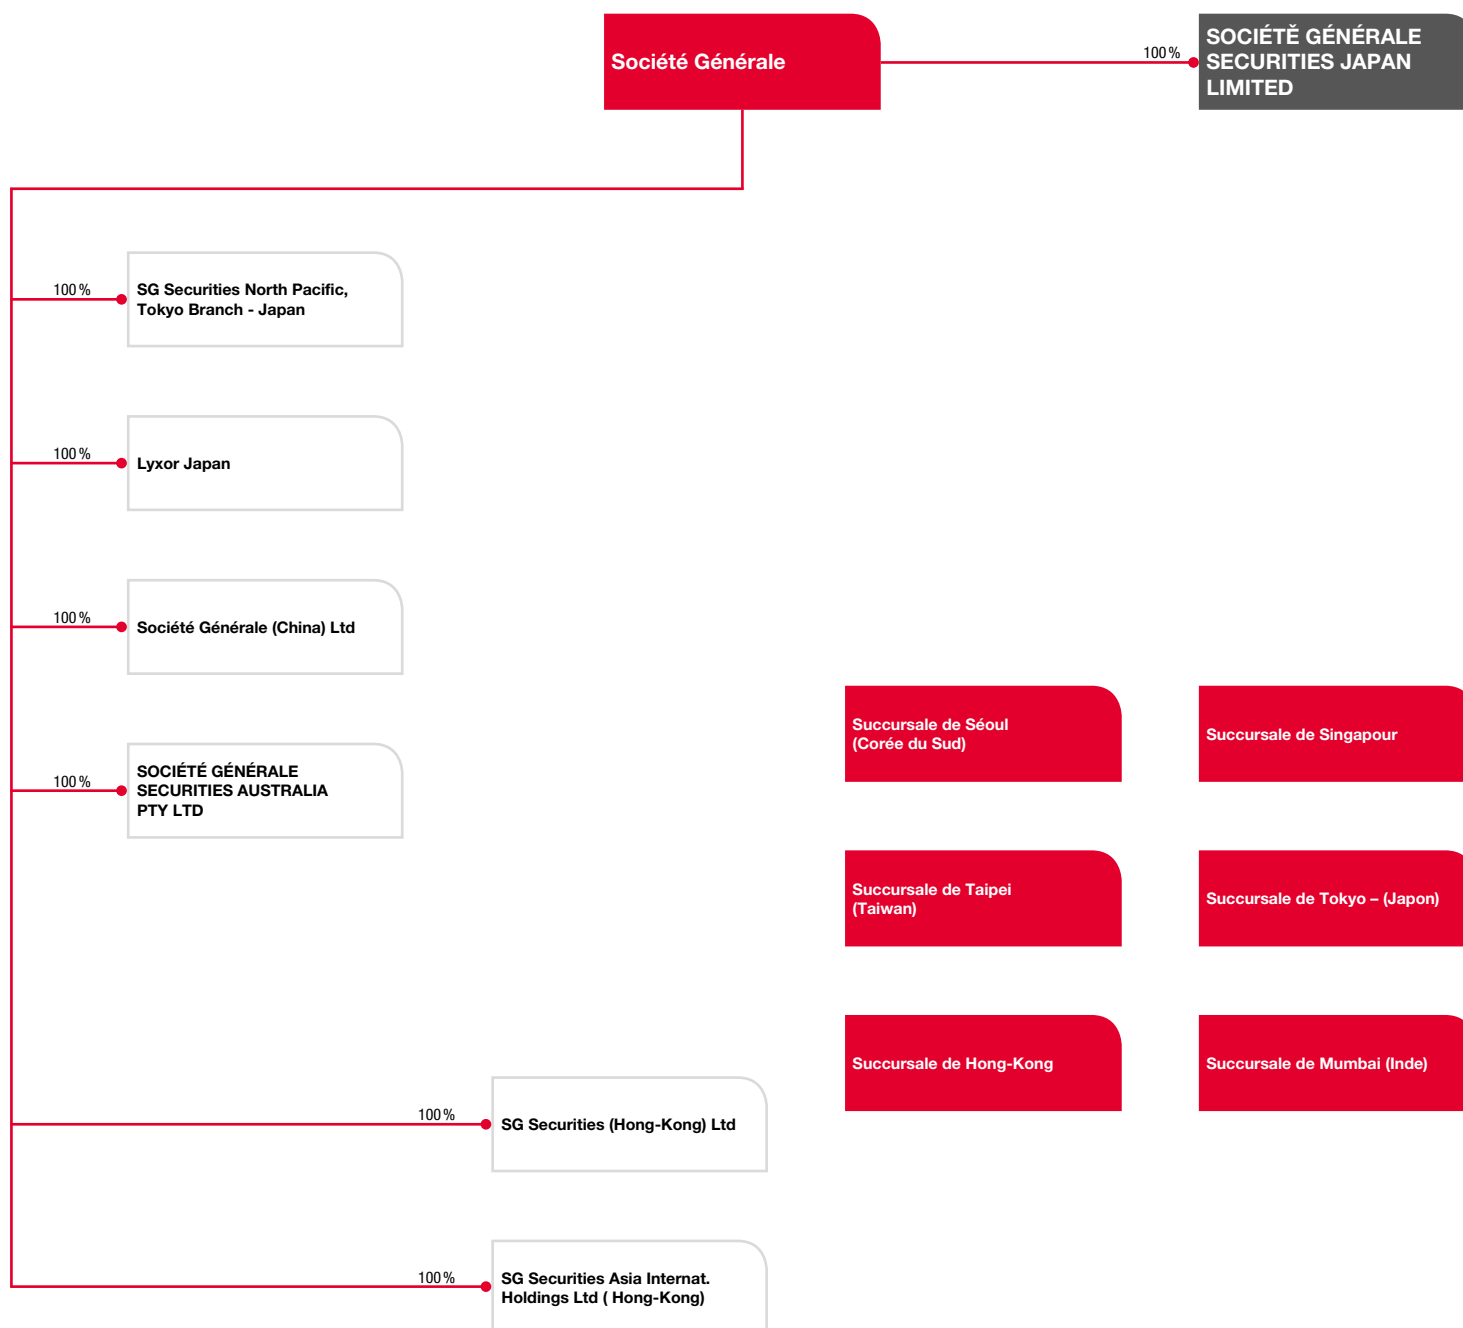 Société Générale
100 %
SOCIÉTĚ GÉNÉRALE
SECURITIES JAPAN
LIMITED
100 %
SG Securities North Pacific,
Tokyo Branch - Japan
100 %
Lyxor Japan
100 %
Société Générale (China) Ltd
100 %
SOCIÉTÉ GÉNÉRALE
SECURITIES AUSTRALIA
PTY LTD
Succursale de Séoul
(Corée du Sud)
Succursale de Singapour
Succursale de Taipei
(Taiwan)
Succursale de Tokyo – (Japon)
Succursale de Hong-Kong
Succursale de Mumbai (Inde)
100 %
SG Securities (Hong-Kong) Ltd
100 %
SG Securities Asia Internat.
Holdings Ltd ( Hong-Kong)